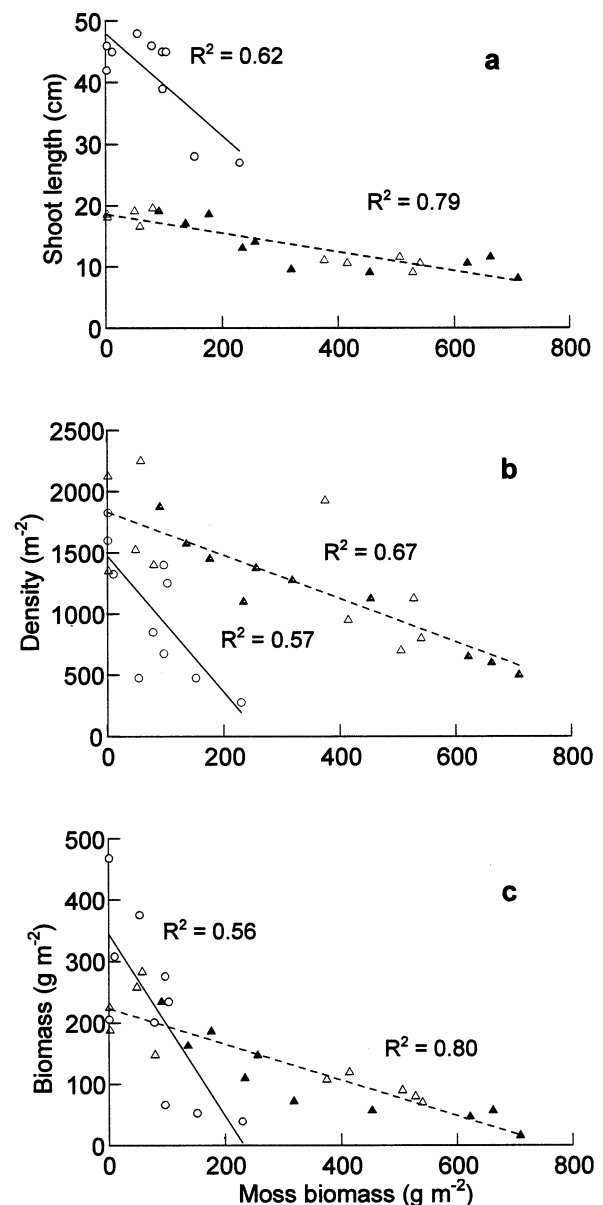 a
Shoot length (cm)
50
40
30
20
10
0
R² = 0.62
R² = 0.79
0 200 400 600 800
b
Density (m⁻²)
2500
2000
1500
1000
500
0
R² = 0.67
R² = 0.57
0 200 400 600 800
c
Biomass (g m⁻²)
500
400
300
200
100
0
R² = 0.56
R² = 0.80
0 200 400 600 800
Moss biomass (g m⁻²)